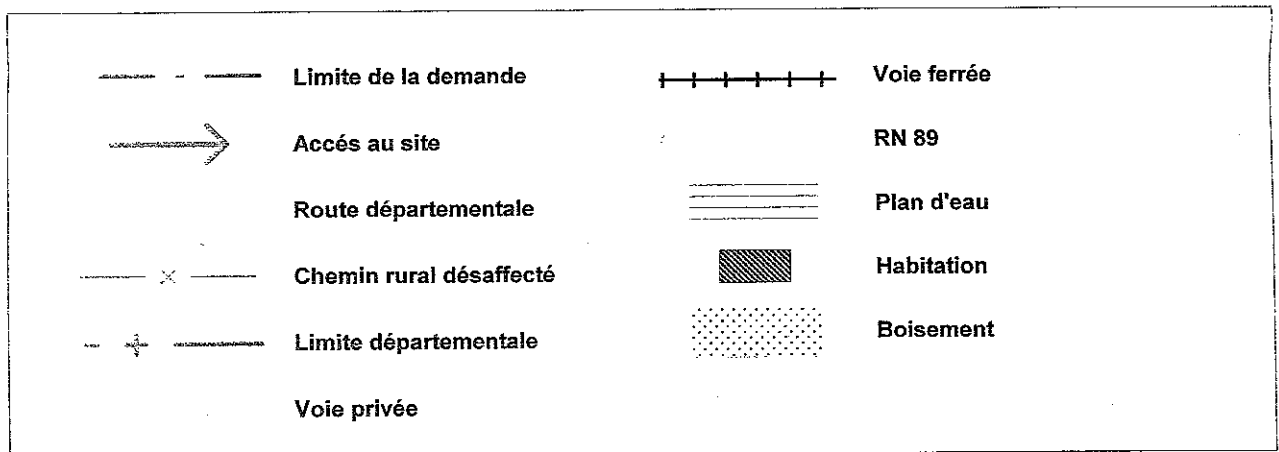 Limite de la demande
Accés au site
Route départementale
Chemin rural désaffecté
Limite départementale
Voie privée
Voie ferrée
RN 89
Plan d'eau
Habitation
Boisement